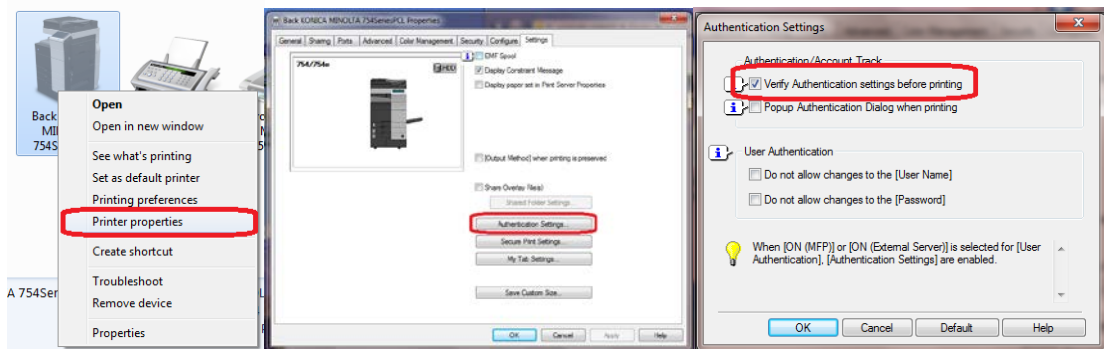 Back
MI
754S
Open
Open in new window
See what's printing
Set as default printer
Printing preferences
Printer properties
Create shortcut
Troubleshoot
Remove device
Properties
A 754Ser
Back KONICA MINOLTA 754SeriesPCL Properties
General Sharing Ports Advanced Color Management Security Configure Settings
754/754e
HDD
EMF Spool
Display Constraint Message
Display paper set in Print Server Properties
[Output Method] when printing is preserved
Share Overlay file(s)
Shared Folder Settings...
Authentication Settings...
Secure Print Settings...
My Tab Settings...
Save Custom Size...
OK Cancel Apply Help
Authentication Settings
Authentication/Account Track
Verify Authentication settings before printing
Popup Authentication Dialog when printing
User Authentication
Do not allow changes to the [User Name]
Do not allow changes to the [Password]
When [ON (MFP)] or [ON (External Server)] is selected for [User
Authentication], [Authentication Settings] are enabled.
OK Cancel Default Help